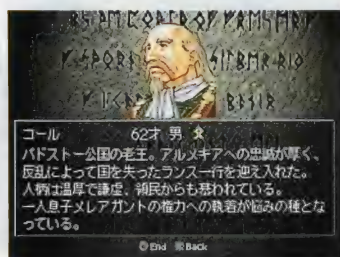 コール 62才 男
パドストー公国の老王。アルメキアへの忠誠が厚く、
反乱によって国を失ったランス一行を迎え入れた。
人柄は温厚で謙虚、領民からも慕われている。
一人息子メレアガントの権力への執着が悩みの種とな
っている。
End Back